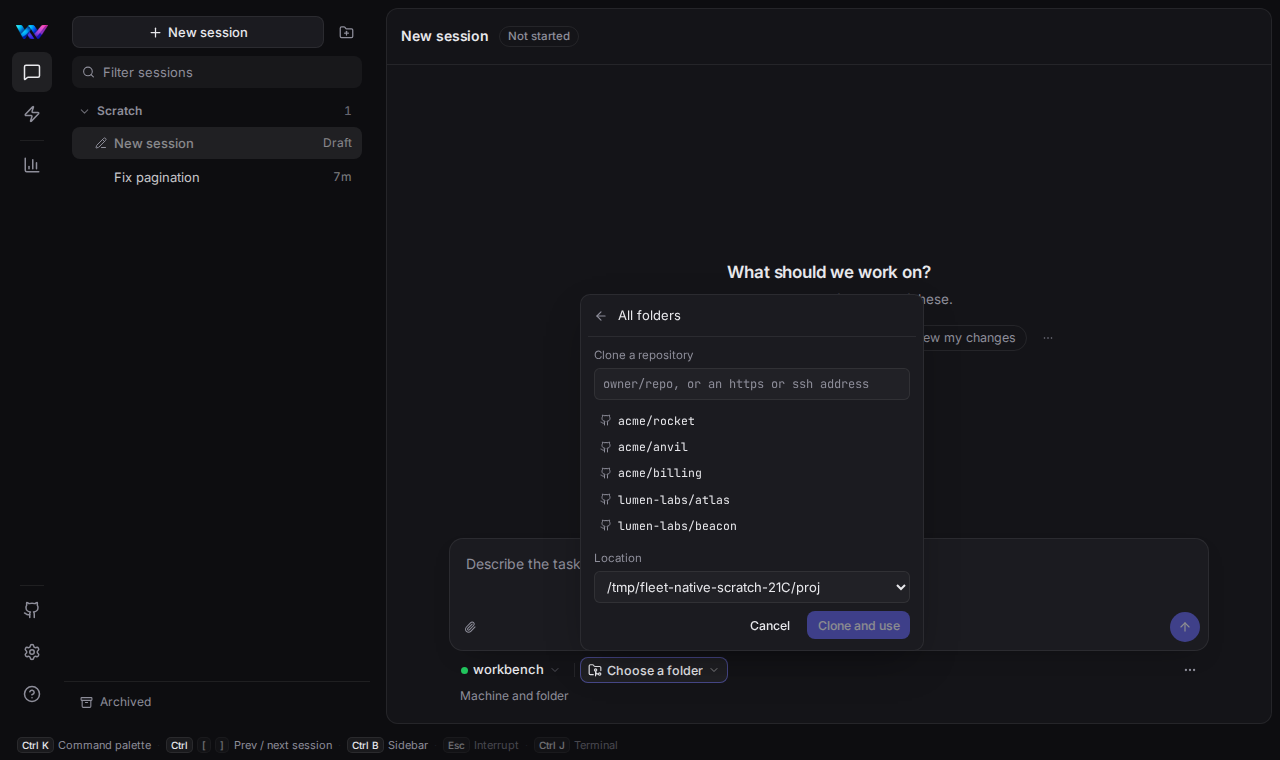 New session
Filter sessions
Scratch 1
New session Draft
Fix pagination 7m
Archived
New session Not started
What should we work on?
hese.
ew my changes
All folders
Clone a repository
owner/repo, or an https or ssh address
acme/rocket
acme/anvil
acme/billing
lumen-labs/atlas
lumen-labs/beacon
Location
/tmp/fleet-native-scratch-21C/proj
Cancel Clone and use
Describe the task
workbench Choose a folder
Machine and folder
Ctrl K Command palette Ctrl [ ] Prev / next session Ctrl B Sidebar Esc Interrupt Ctrl J Terminal